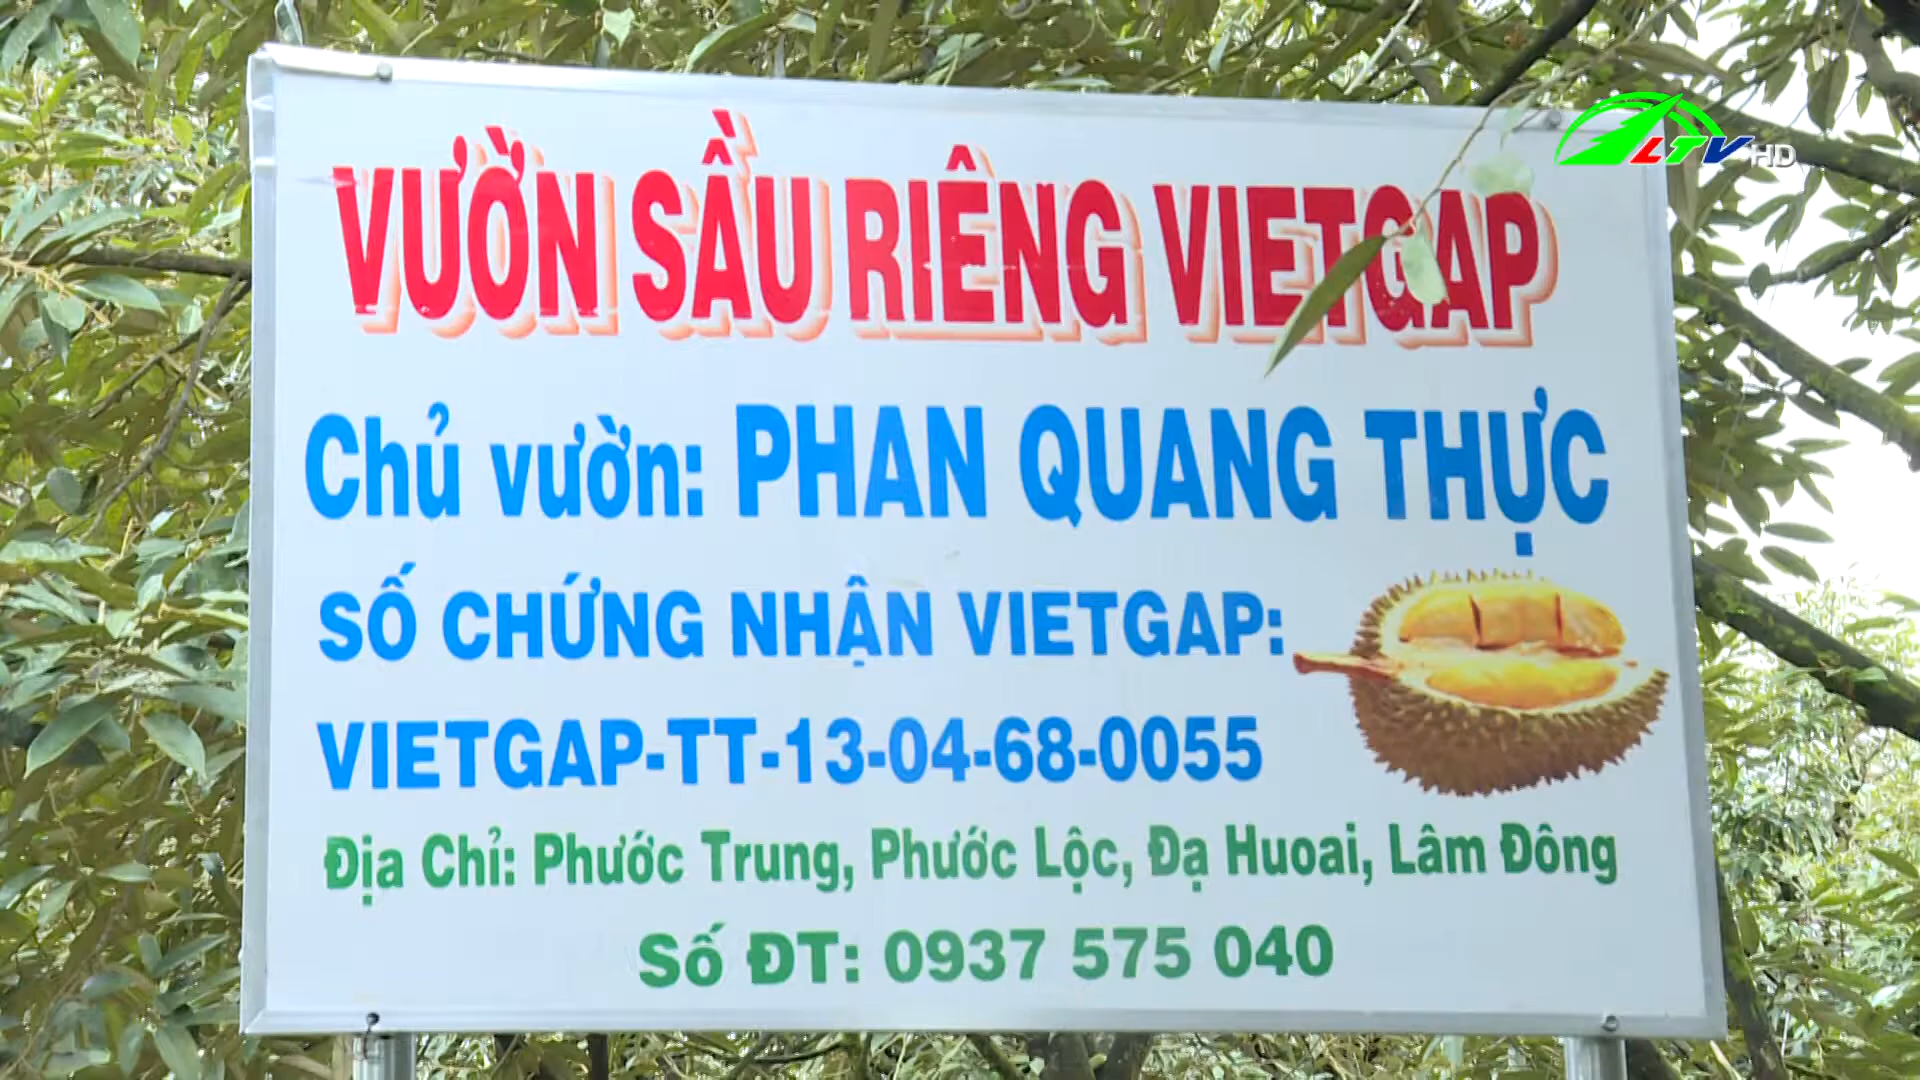 LTV HD
VƯỜN SẦU RIÊNG VIETGAP
Chủ vườn: PHAN QUANG THỰC
SỐ CHỨNG NHẬN VIETGAP:
VIETGAP-TT-13-04-68-0055
Địa Chỉ: Phước Trung, Phước Lộc, Đạ Huoai, Lâm Đông
Số ĐT: 0937 575 040